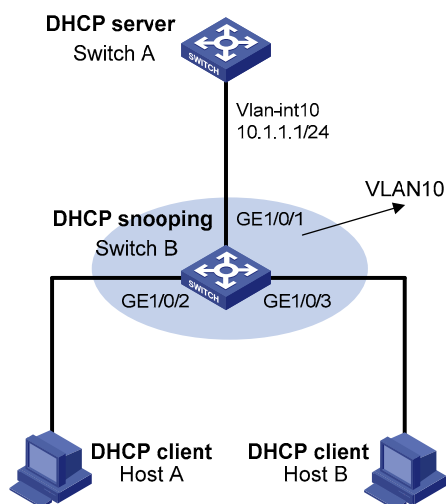 DHCP server
Switch A
SWITCH
Vlan-int10
10.1.1.1/24
VLAN10
DHCP snooping
Switch B
GE1/0/1
GE1/0/2
SWITCH
GE1/0/3
DHCP client
Host A
DHCP client
Host B